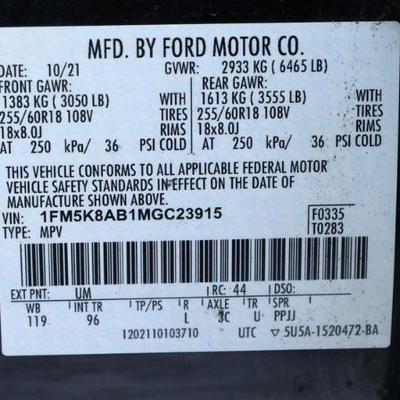 MFD. BY FORD MOTOR CO.
DATE: 10/21 GVWR: 2933 KG ( 6465 LB)
FRONT GAWR: REAR GAWR:
1383 KG ( 3050 LB) WITH 1613 KG ( 3555 LB) WITH
255/60R18 108V TIRES 255/60R18 108V TIRES
18x8.0J RIMS 18x8.0J RIMS
AT 250 kPa/ 36 PSI COLD AT 250 kPa/ 36 PSI COLD
THIS VEHICLE CONFORMS TO ALL APPLICABLE FEDERAL MOTOR
VEHICLE SAFETY STANDARDS IN EFFECT ON THE DATE OF
MANUFACTURE SHOWN ABOVE.
VIN: 1FM5K8AB1MGC23915 F0335
TYPE: MPV T0283
EXT PNT: UM RC: 44 DSO:
WB INT TR TP/PS R AXLE TR SPR
119 96 L 3C U PPJJ
1202110103710 UTC ▽ 5U5A-1520472-BA